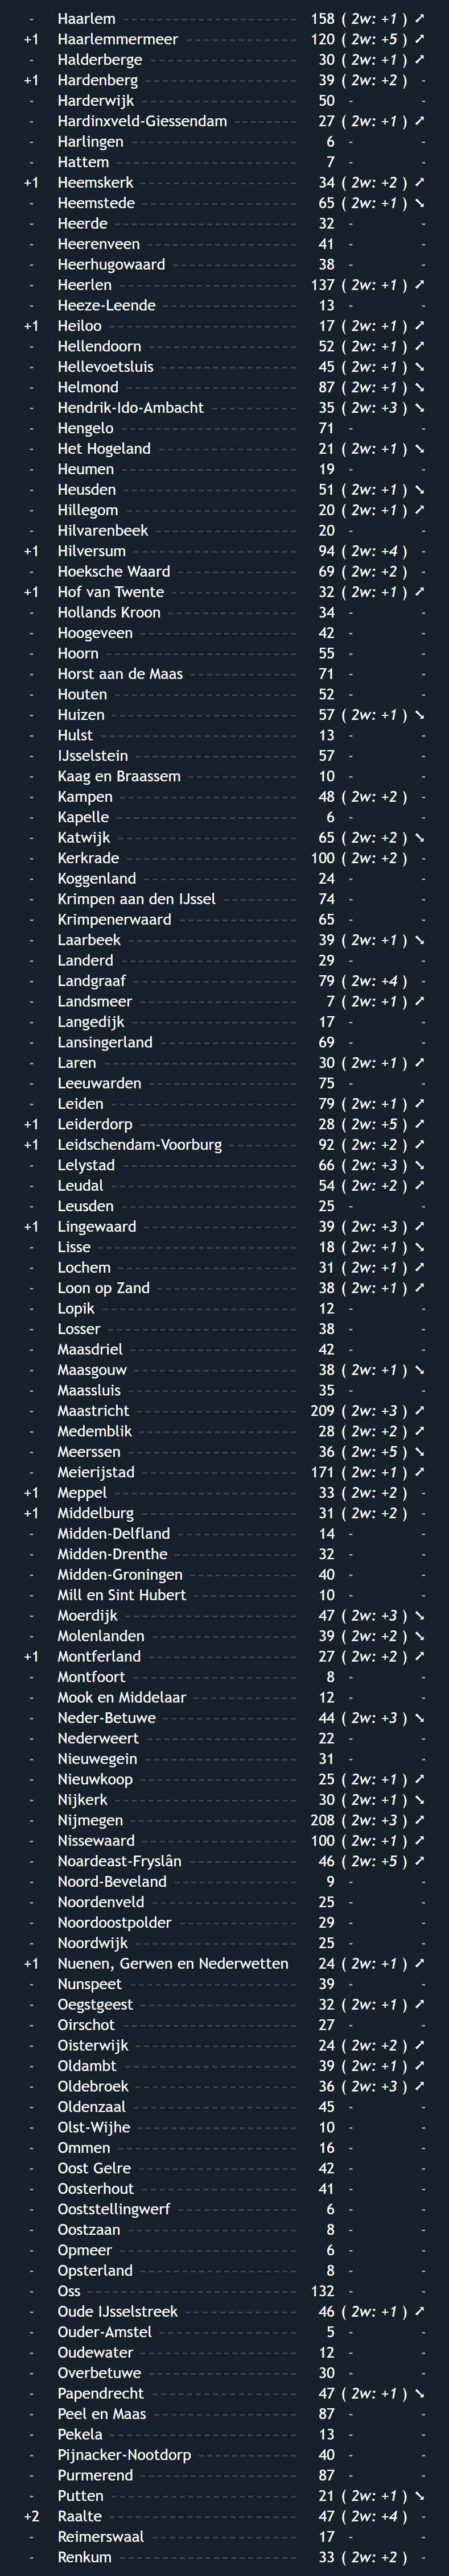 - Haarlem 158 ( 2w: +1 ) ↗
+1 Haarlemmermeer 120 ( 2w: +5 ) ↗
- Halderberge 30 ( 2w: +1 ) ↗
+1 Hardenberg 39 ( 2w: +2 ) -
- Harderwijk 50 - -
- Hardinxveld-Giessendam 27 ( 2w: +1 ) ↗
- Harlingen 6 - -
- Hattem 7 - -
+1 Heemskerk 34 ( 2w: +2 ) ↗
- Heemstede 65 ( 2w: +1 ) ↘
- Heerde 32 - -
- Heerenveen 41 - -
- Heerhugowaard 38 - -
- Heerlen 137 ( 2w: +1 ) ↗
- Heeze-Leende 13 - -
+1 Heiloo 17 ( 2w: +1 ) ↗
- Hellendoorn 52 ( 2w: +1 ) ↗
- Hellevoetsluis 45 ( 2w: +1 ) ↘
- Helmond 87 ( 2w: +1 ) ↘
- Hendrik-Ido-Ambacht 35 ( 2w: +3 ) ↘
- Hengelo 71 - -
- Het Hogeland 21 ( 2w: +1 ) ↘
- Heumen 19 - -
- Heusden 51 ( 2w: +1 ) ↘
- Hillegom 20 ( 2w: +1 ) ↗
- Hilvarenbeek 20 - -
+1 Hilversum 94 ( 2w: +4 ) -
- Hoeksche Waard 69 ( 2w: +2 ) -
+1 Hof van Twente 32 ( 2w: +1 ) ↗
- Hollands Kroon 34 - -
- Hoogeveen 42 - -
- Hoorn 55 - -
- Horst aan de Maas 71 - -
- Houten 52 - -
- Huizen 57 ( 2w: +1 ) ↘
- Hulst 13 - -
- IJsselstein 57 - -
- Kaag en Braassem 10 - -
- Kampen 48 ( 2w: +2 ) -
- Kapelle 6 - -
- Katwijk 65 ( 2w: +2 ) ↘
- Kerkrade 100 ( 2w: +2 ) -
- Koggenland 24 - -
- Krimpen aan den IJssel 74 - -
- Krimpenerwaard 65 - -
- Laarbeek 39 ( 2w: +1 ) ↘
- Landerd 29 - -
- Landgraaf 79 ( 2w: +4 ) -
- Landsmeer 7 ( 2w: +1 ) ↗
- Langedijk 17 - -
- Lansingerland 69 - -
- Laren 30 ( 2w: +1 ) ↗
- Leeuwarden 75 - -
- Leiden 79 ( 2w: +1 ) ↗
+1 Leiderdorp 28 ( 2w: +5 ) ↗
+1 Leidschendam-Voorburg 92 ( 2w: +2 ) ↗
- Lelystad 66 ( 2w: +3 ) ↘
- Leudal 54 ( 2w: +2 ) ↗
- Leusden 25 - -
+1 Lingewaard 39 ( 2w: +3 ) ↗
- Lisse 18 ( 2w: +1 ) ↘
- Lochem 31 ( 2w: +1 ) ↗
- Loon op Zand 38 ( 2w: +1 ) ↗
- Lopik 12 - -
- Losser 38 - -
- Maasdriel 42 - -
- Maasgouw 38 ( 2w: +1 ) ↘
- Maassluis 35 - -
- Maastricht 209 ( 2w: +3 ) ↗
- Medemblik 28 ( 2w: +2 ) ↗
- Meerssen 36 ( 2w: +5 ) ↘
- Meierijstad 171 ( 2w: +1 ) ↗
+1 Meppel 33 ( 2w: +2 ) -
+1 Middelburg 31 ( 2w: +2 ) -
- Midden-Delfland 14 - -
- Midden-Drenthe 32 - -
- Midden-Groningen 40 - -
- Mill en Sint Hubert 10 - -
- Moerdijk 47 ( 2w: +3 ) ↘
- Molenlanden 39 ( 2w: +2 ) ↘
+1 Montferland 27 ( 2w: +2 ) ↗
- Montfoort 8 - -
- Mook en Middelaar 12 - -
- Neder-Betuwe 44 ( 2w: +3 ) ↘
- Nederweert 22 - -
- Nieuwegein 31 - -
- Nieuwkoop 25 ( 2w: +1 ) ↗
- Nijkerk 30 ( 2w: +1 ) ↘
- Nijmegen 208 ( 2w: +3 ) ↗
- Nissewaard 100 ( 2w: +1 ) ↗
- Noardeast-Fryslân 46 ( 2w: +5 ) ↗
- Noord-Beveland 9 - -
- Noordenveld 25 - -
- Noordoostpolder 29 - -
- Noordwijk 25 - -
+1 Nuenen, Gerwen en Nederwetten 24 ( 2w: +1 ) ↗
- Nunspeet 39 - -
- Oegstgeest 32 ( 2w: +1 ) ↗
- Oirschot 27 - -
- Oisterwijk 24 ( 2w: +2 ) ↗
- Oldambt 39 ( 2w: +1 ) ↗
- Oldebroek 36 ( 2w: +3 ) ↗
- Oldenzaal 45 - -
- Olst-Wijhe 10 - -
- Ommen 16 - -
- Oost Gelre 42 - -
- Oosterhout 41 - -
- Ooststellingwerf 6 - -
- Oostzaan 8 - -
- Opmeer 6 - -
- Opsterland 8 - -
- Oss 132 - -
- Oude IJsselstreek 46 ( 2w: +1 ) ↗
- Ouder-Amstel 5 - -
- Oudewater 12 - -
- Overbetuwe 30 - -
- Papendrecht 47 ( 2w: +1 ) ↘
- Peel en Maas 87 - -
- Pekela 13 - -
- Pijnacker-Nootdorp 40 - -
- Purmerend 87 - -
- Putten 21 ( 2w: +1 ) ↘
+2 Raalte 47 ( 2w: +4 ) -
- Reimerswaal 17 - -
- Renkum 33 ( 2w: +2 ) -